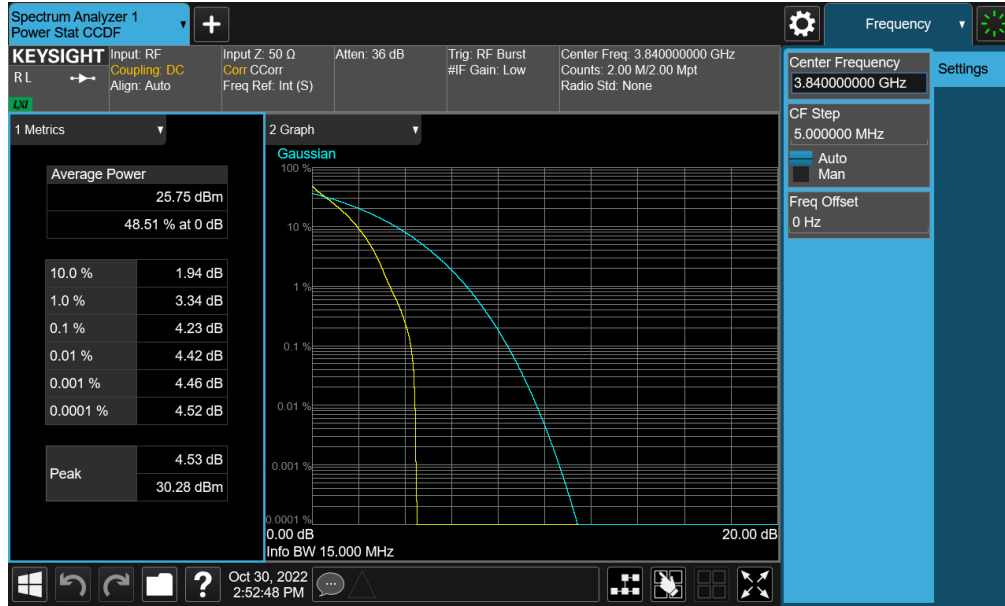 Spectrum Analyzer 1
Power Stat CCDF
Frequency
KEYSIGHT
R L
LXI
Input: RF
Coupling: DC
Align: Auto
Input Z: 50 Ω
Corr CCorr
Freq Ref: Int (S)
Atten: 36 dB
Trig: RF Burst
#IF Gain: Low
Center Freq: 3.840000000 GHz
Counts: 2.00 M/2.00 Mpt
Radio Std: None
Center Frequency
3.840000000 GHz
Settings
CF Step
5.000000 MHz
Auto
Man
Freq Offset
0 Hz
1 Metrics
Average Power
25.75 dBm
48.51 % at 0 dB
10.0 % 1.94 dB
1.0 % 3.34 dB
0.1 % 4.23 dB
0.01 % 4.42 dB
0.001 % 4.46 dB
0.0001 % 4.52 dB
Peak
4.53 dB
30.28 dBm
2 Graph
Gaussian
100 %
10 %
1 %
0.1 %
0.01 %
0.001 %
0.0001 %
0.00 dB 20.00 dB
Info BW 15.000 MHz
?
Oct 30, 2022
2:52:48 PM